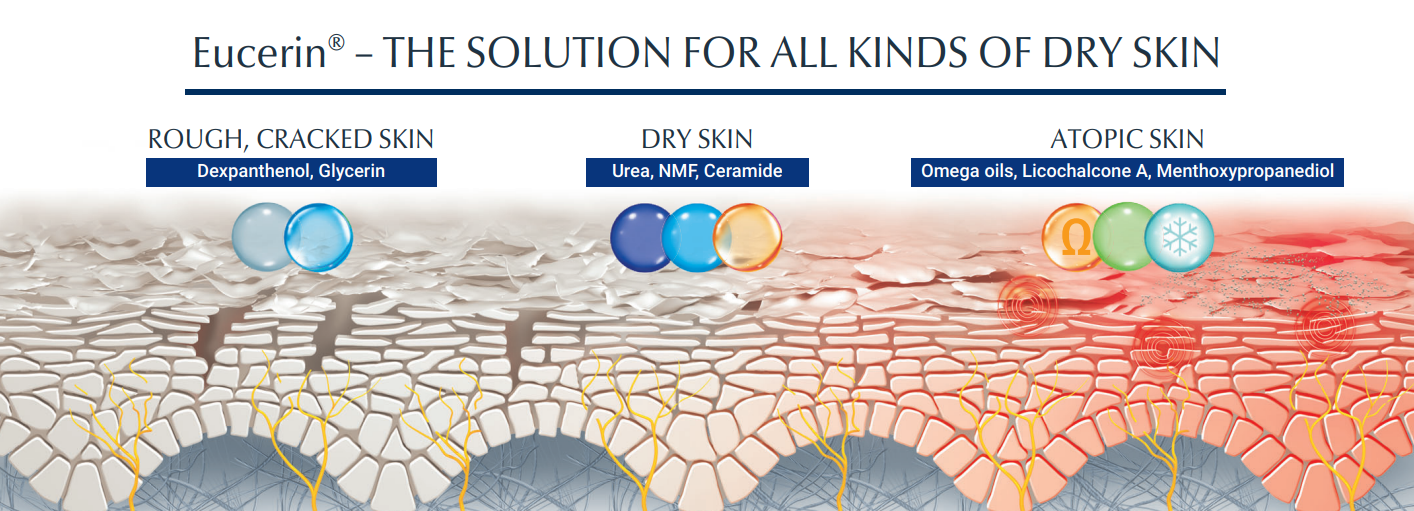 Eucerin® – THE SOLUTION FOR ALL KINDS OF DRY SKIN
ROUGH, CRACKED SKIN
Dexpanthenol, Glycerin
DRY SKIN
Urea, NMF, Ceramide
ATOPIC SKIN
Omega oils, Licochalcone A, Menthoxypropanediol
Ω